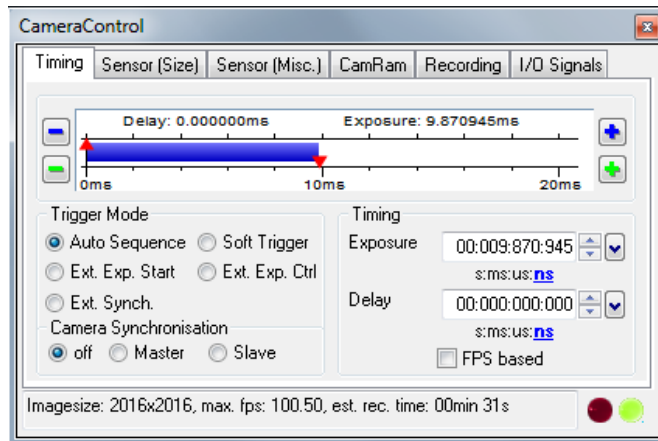 CameraControl
Timing Sensor (Size) Sensor (Misc.) CamRam Recording I/O Signals
Delay: 0.000000ms Exposure: 9.870945ms
0ms 10ms 20ms
Trigger Mode
Auto Sequence Soft Trigger
Ext. Exp. Start Ext. Exp. Ctrl
Ext. Synch.
Camera Synchronisation
off Master Slave
Timing
Exposure 00:009:870:945
s:ms:us:ns
Delay 00:000:000:000
s:ms:us:ns
FPS based
Imagesize: 2016x2016, max. fps: 100.50, est. rec. time: 00min 31s